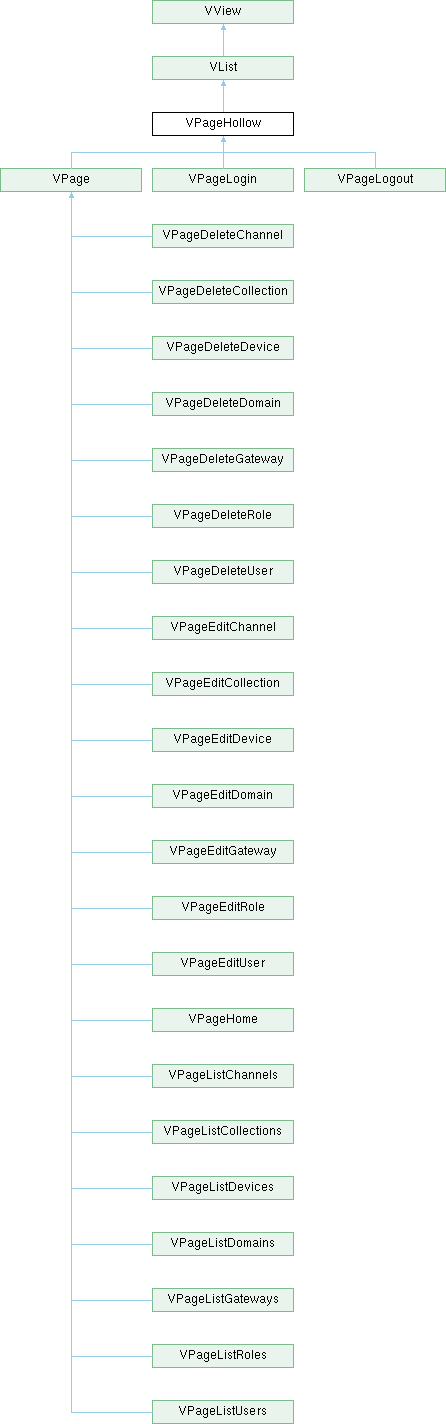 VView
VList
VPageHollow
VPage
VPageLogin
VPageLogout
VPageDeleteChannel
VPageDeleteCollection
VPageDeleteDevice
VPageDeleteDomain
VPageDeleteGateway
VPageDeleteRole
VPageDeleteUser
VPageEditChannel
VPageEditCollection
VPageEditDevice
VPageEditDomain
VPageEditGateway
VPageEditRole
VPageEditUser
VPageHome
VPageListChannels
VPageListCollections
VPageListDevices
VPageListDomains
VPageListGateways
VPageListRoles
VPageListUsers